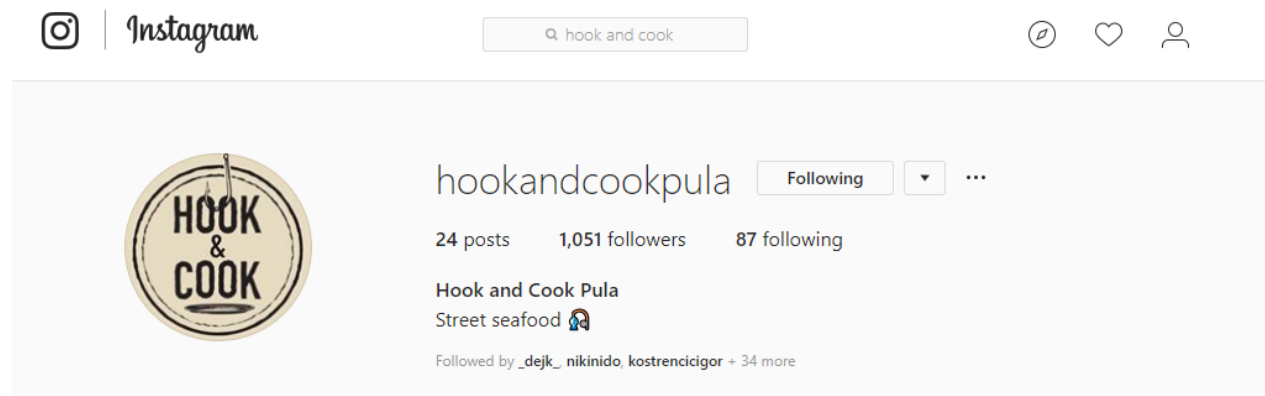 Instagram
hook and cook
HOOK
&
COOK
hookandcookpula Following
24 posts 1,051 followers 87 following
Hook and Cook Pula
Street seafood
Followed by _dejk_, nikinido, kostrencicigor + 34 more